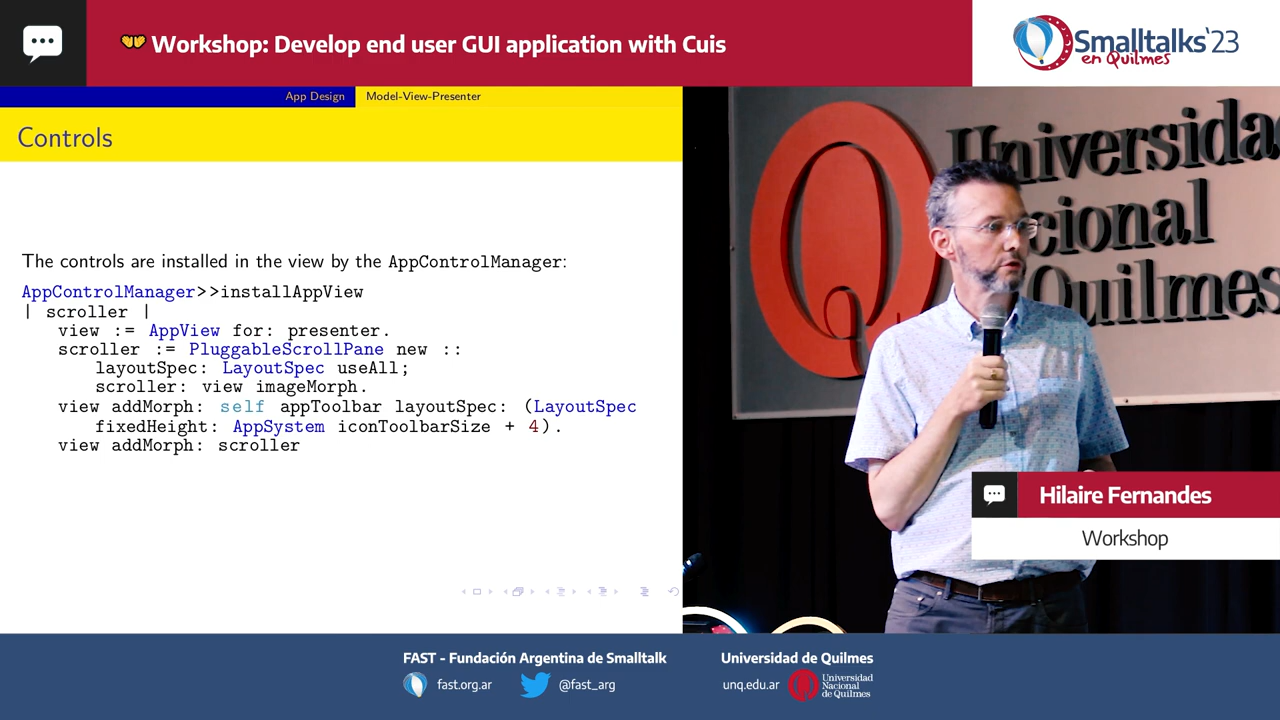 Workshop: Develop end user GUI application with Cuis
Smalltalks'23
en Quilmes
App Design
Model-View-Presenter
Controls
The controls are installed in the view by the AppControlManager:
AppControlManager>>installAppView
| scroller |
view := AppView for: presenter.
scroller := PluggableScrollPane new ::
layoutSpec: LayoutSpec useAll;
scroller: view imageMorph.
view addMorph: self appToolbar layoutSpec: (LayoutSpec
fixedHeight: AppSystem iconToolbarSize + 4).
view addMorph: scroller
Universida
Nacional
Quilmes
Hilaire Fernandes
Workshop
FAST - Fundación Argentina de Smalltalk
fast.org.ar
@fast_arg
Universidad de Quilmes
unq.edu.ar
Universidad
Nacional
de Quilmes